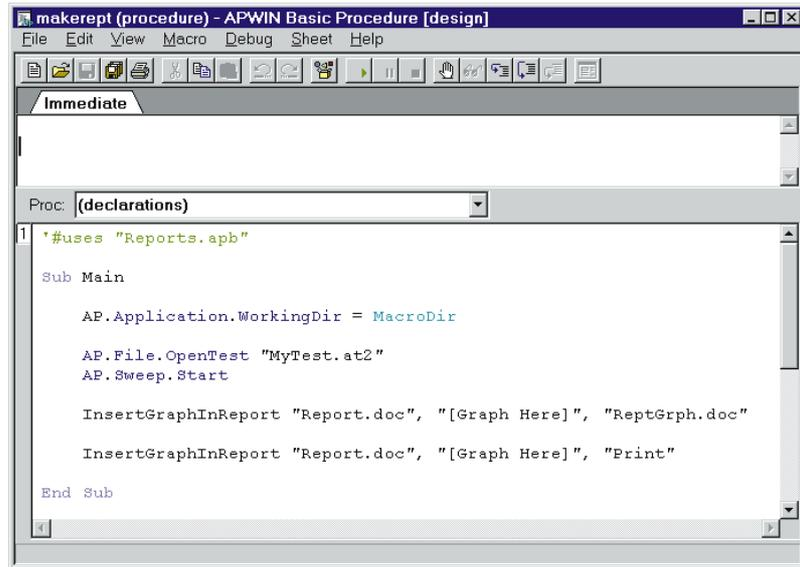 makerept (procedure) - APWIN Basic Procedure [design]
File Edit View Macro Debug Sheet Help
Immediate
Proc: (declarations)
1
'#uses "Reports.apb"
Sub Main
AP.Application.WorkingDir = MacroDir
AP.File.OpenTest "MyTest.at2"
AP.Sweep.Start
InsertGraphInReport "Report.doc", "[Graph Here]", "ReptGrph.doc"
InsertGraphInReport "Report.doc", "[Graph Here]", "Print"
End Sub